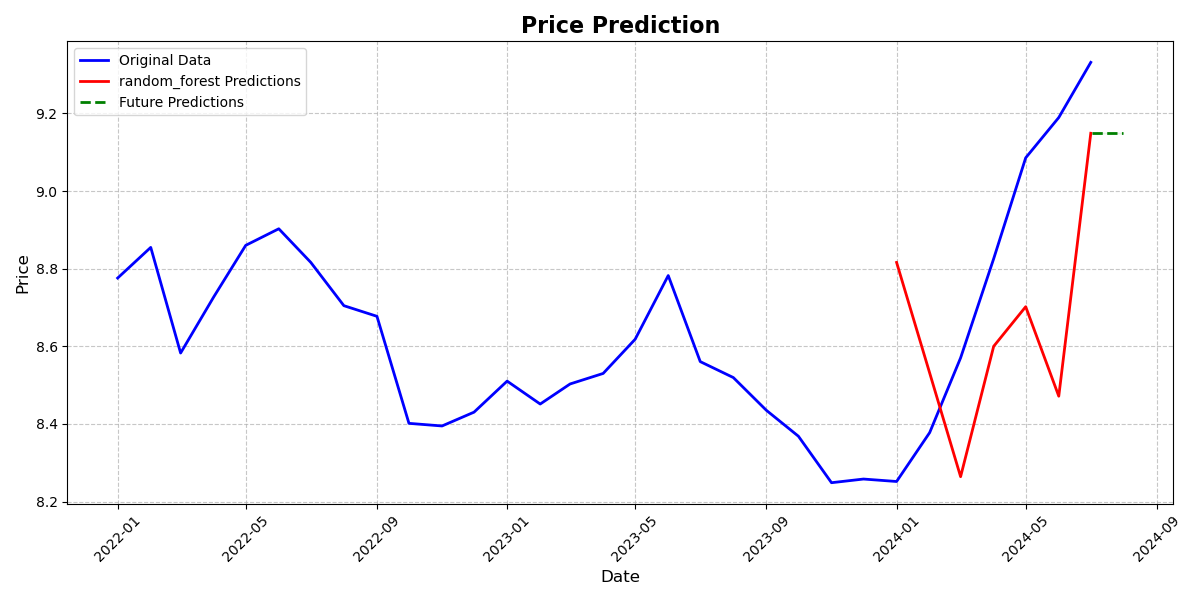 Price Prediction
Original Data
random_forest Predictions
Future Predictions
Price
9.2
9.0
8.8
8.6
8.4
8.2
2022-01
2022-05
2022-09
2023-01
2023-05
2023-09
2024-01
2024-05
2024-09
Date